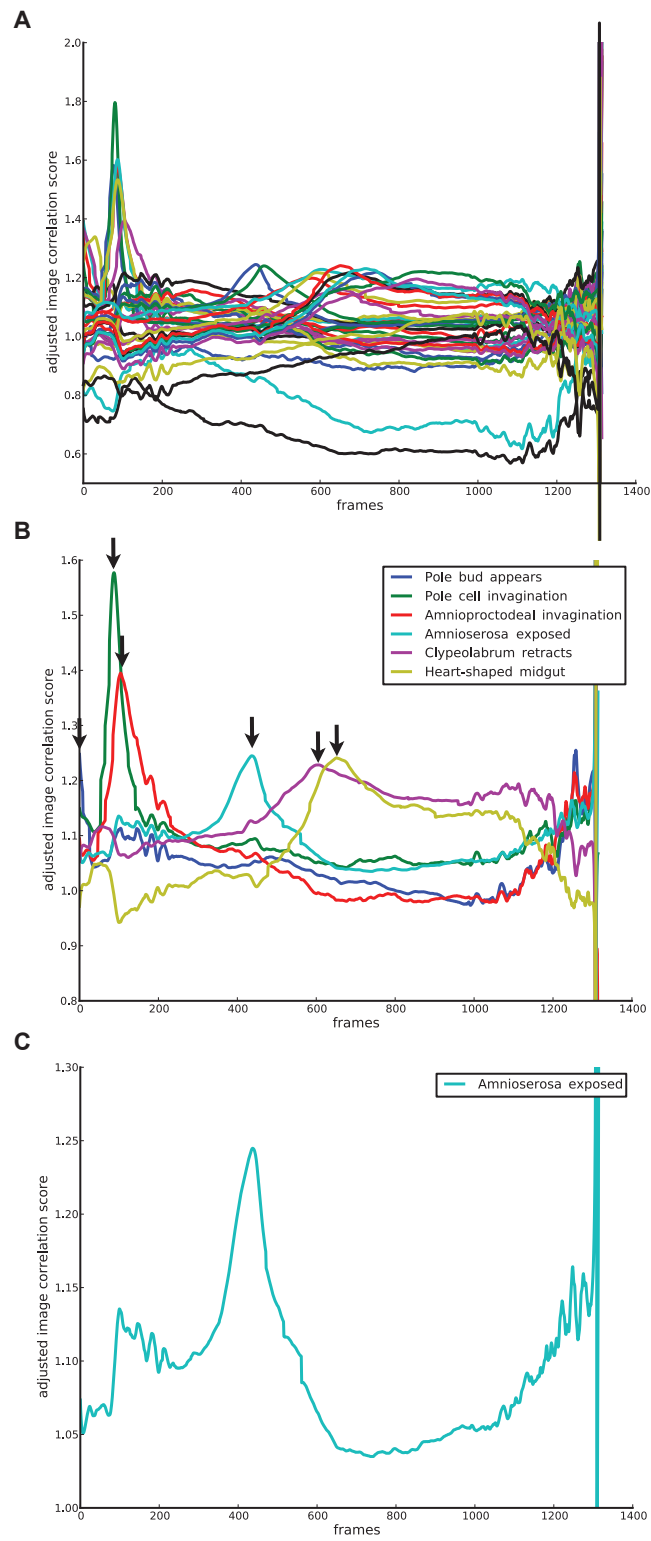 A
2.0
1.8
1.6
1.4
1.2
1.0
0.8
0.6
adjusted image correlation score
0 200 400 600 800 1000 1200 1400
frames
B
1.6
1.5
1.4
1.3
1.2
1.1
1.0
0.9
0.8
adjusted image correlation score
Pole bud appears
Pole cell invagination
Amnioproctodeal invagination
Amnioserosa exposed
Clypeolabrum retracts
Heart-shaped midgut
0 200 400 600 800 1000 1200 1400
frames
C
1.30
1.25
1.20
1.15
1.10
1.05
1.00
adjusted image correlation score
Amnioserosa exposed
0 200 400 600 800 1000 1200 1400
frames